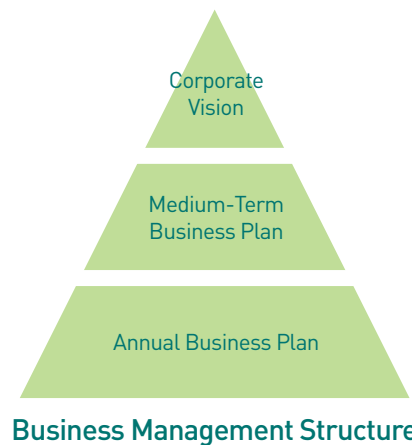 Corporate
Vision
Medium-Term
Business Plan
Annual Business Plan
Business Management Structure